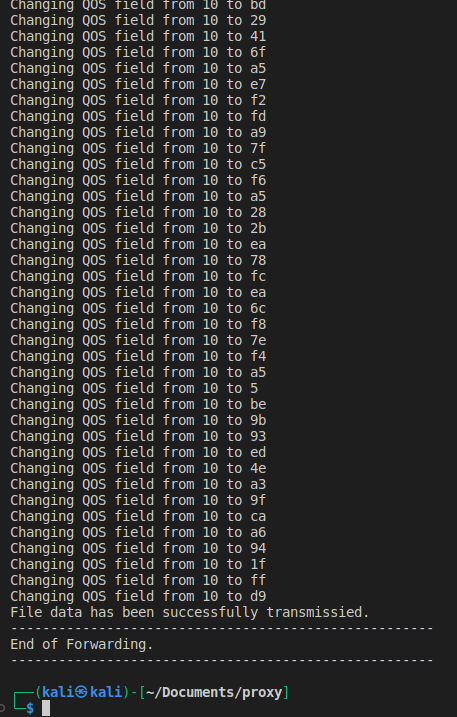 Changing QOS field from 10 to bd
Changing QOS field from 10 to 29
Changing QOS field from 10 to 41
Changing QOS field from 10 to 6f
Changing QOS field from 10 to a5
Changing QOS field from 10 to e7
Changing QOS field from 10 to f2
Changing QOS field from 10 to fd
Changing QOS field from 10 to a9
Changing QOS field from 10 to 7f
Changing QOS field from 10 to c5
Changing QOS field from 10 to f6
Changing QOS field from 10 to a5
Changing QOS field from 10 to 28
Changing QOS field from 10 to 2b
Changing QOS field from 10 to ea
Changing QOS field from 10 to 78
Changing QOS field from 10 to fc
Changing QOS field from 10 to ea
Changing QOS field from 10 to 6c
Changing QOS field from 10 to f8
Changing QOS field from 10 to 7e
Changing QOS field from 10 to f4
Changing QOS field from 10 to a5
Changing QOS field from 10 to 5
Changing QOS field from 10 to be
Changing QOS field from 10 to 9b
Changing QOS field from 10 to 93
Changing QOS field from 10 to ed
Changing QOS field from 10 to 4e
Changing QOS field from 10 to a3
Changing QOS field from 10 to 9f
Changing QOS field from 10 to ca
Changing QOS field from 10 to a6
Changing QOS field from 10 to 94
Changing QOS field from 10 to 1f
Changing QOS field from 10 to ff
Changing QOS field from 10 to d9
File data has been successfully transmissied.
-----------------------------------------------------
End of Forwarding.
-----------------------------------------------------
┌──(kali㉿kali)-[~/Documents/proxy]
└─$